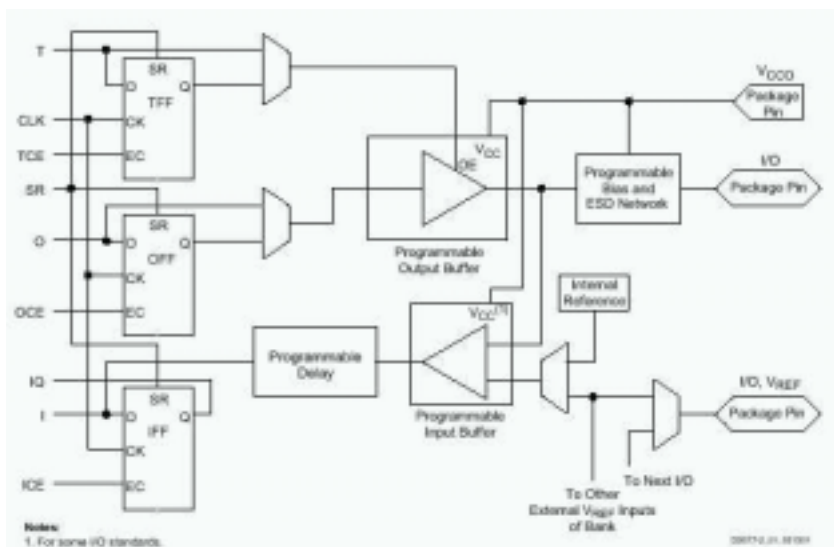 T
CLK
TCE
SR
O
OCE
IQ
I
ICE
SR
D
Q
TFF
CK
EC
SR
D
Q
OFF
CK
EC
SR
D
Q
IFF
CK
EC
VCC
OE
Programmable
Output Buffer
VCCO
Package
Pin
Programmable
Bias and
ESD Network
I/O
Package Pin
Internal
Reference
VCC(1)
Programmable
Input Buffer
Programmable
Delay
I/O, VREF
Package Pin
To Next I/O
To Other
External VREF Inputs
of Bank
Notes:
1. For some I/O standards.